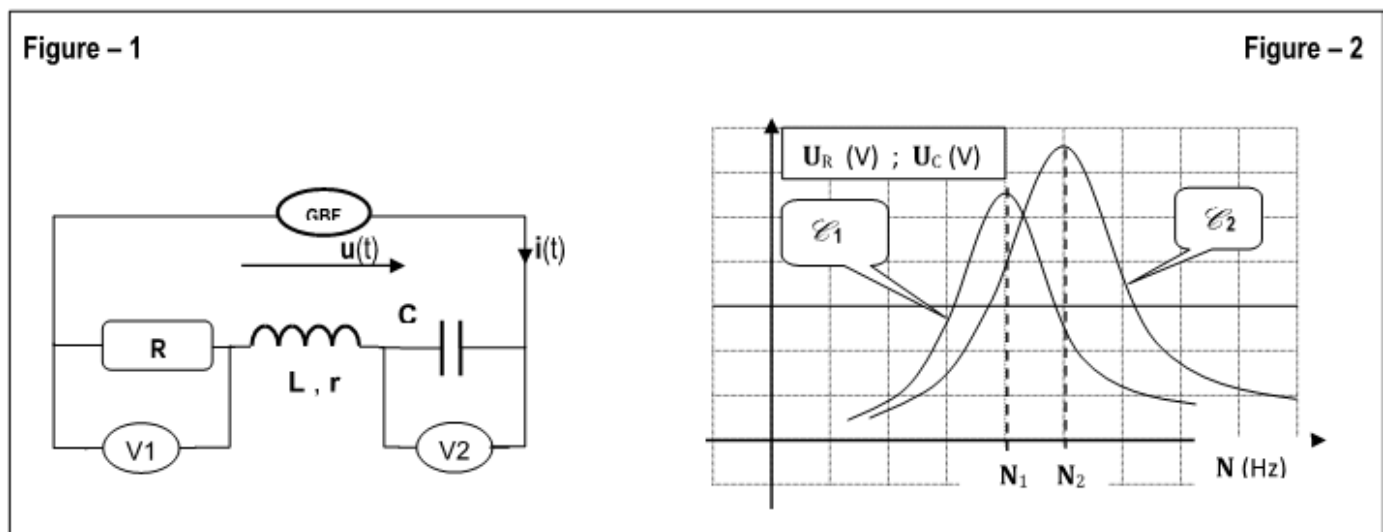 Figure – 1
Figure – 2
U_R (V) ; U_C (V)
GBF
𝒞1
𝒞2
u(t)
i(t)
C
R
L , r
V1
V2
N1
N2
N (Hz)